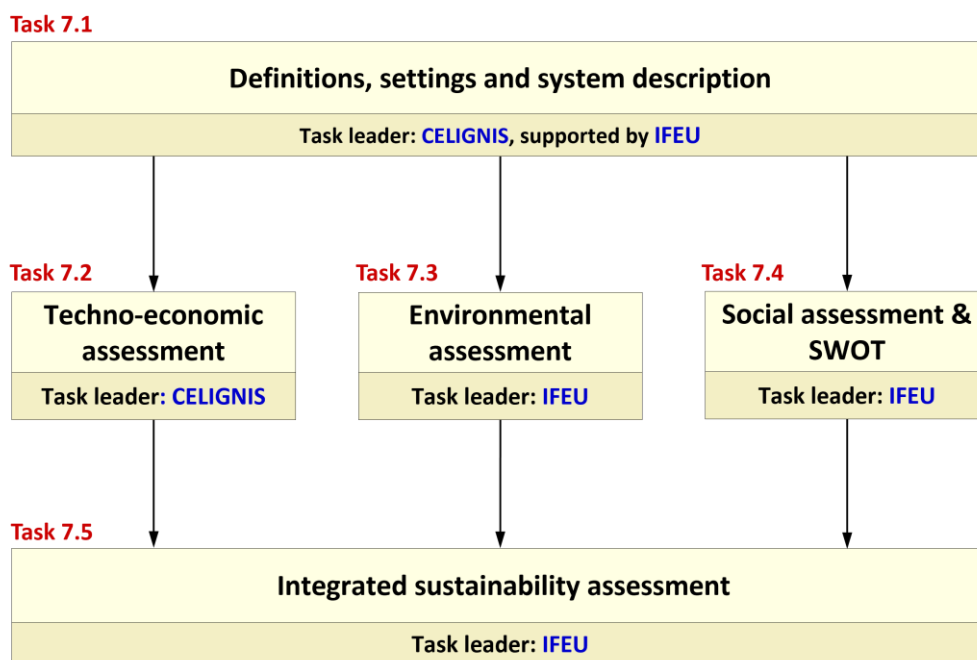 Task 7.1
Definitions, settings and system description
Task leader: CELIGNIS, supported by IFEU
Task 7.2
Techno-economic
assessment
Task leader: CELIGNIS
Task 7.3
Environmental
assessment
Task leader: IFEU
Task 7.4
Social assessment &
SWOT
Task leader: IFEU
Task 7.5
Integrated sustainability assessment
Task leader: IFEU